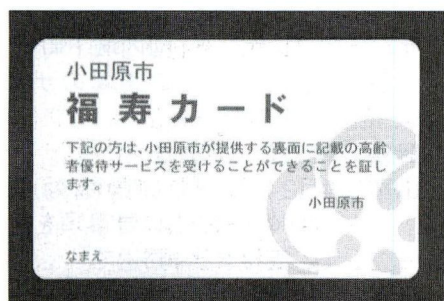 小田原市
福寿カード
下記の方は、小田原市が提供する裏面に記載の高齢
者優待サービスを受けることができることを証し
ます。
小田原市
なまえ